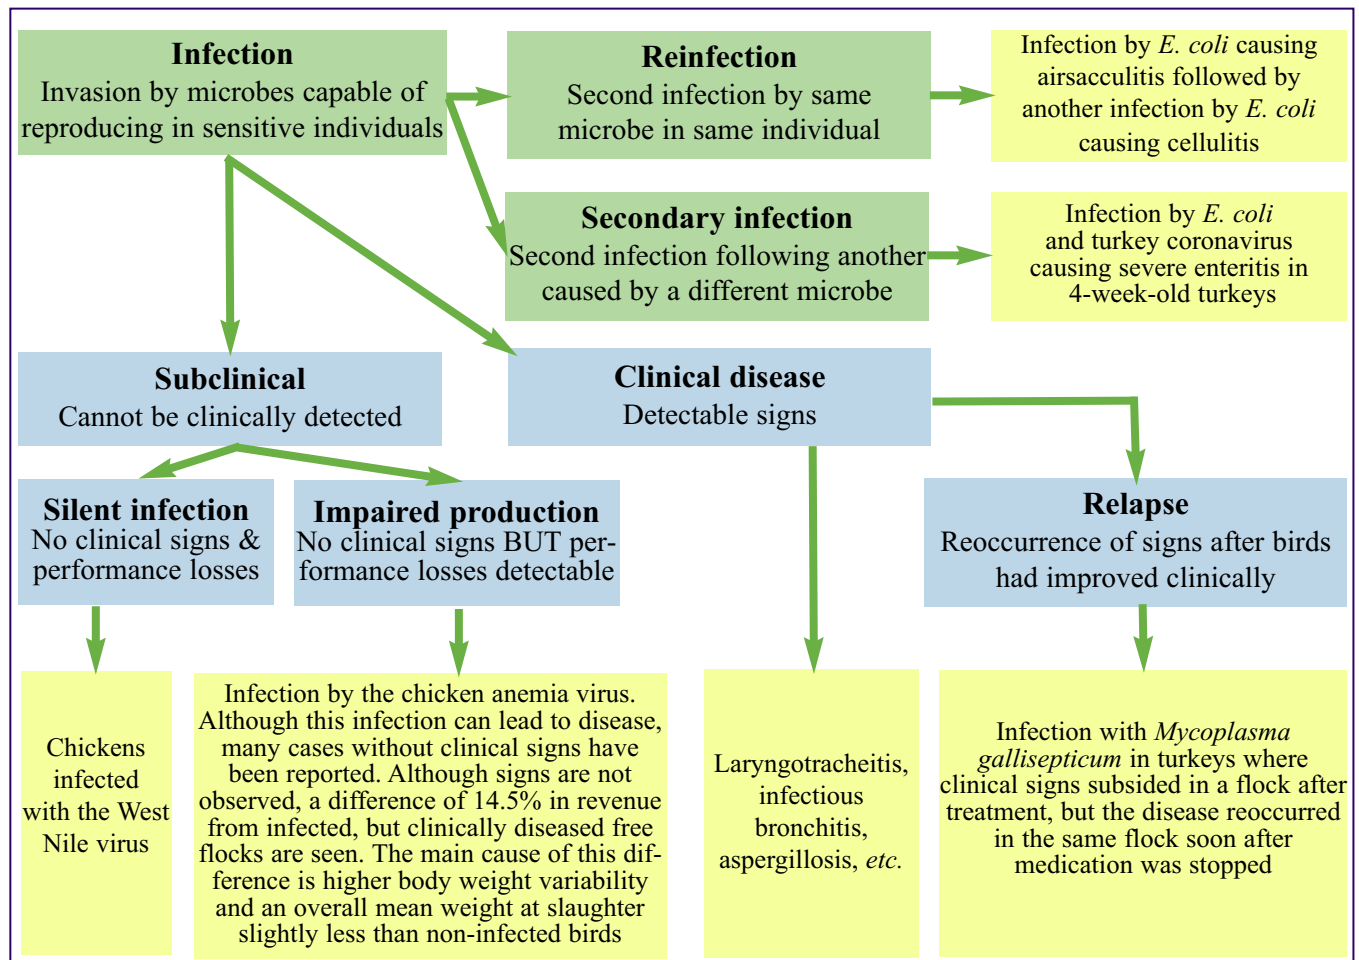 Infection
Invasion by microbes capable of
reproducing in sensitive individuals
Reinfection
Second infection by same
microbe in same individual
Infection by E. coli causing
airsacculitis followed by
another infection by E. coli
causing cellulitis
Secondary infection
Second infection following another
caused by a different microbe
Infection by E. coli
and turkey coronavirus
causing severe enteritis in
4-week-old turkeys
Subclinical
Cannot be clinically detected
Clinical disease
Detectable signs
Silent infection
No clinical signs &
performance losses
Impaired production
No clinical signs BUT per-
formance losses detectable
Relapse
Reoccurrence of signs after birds
had improved clinically
Chickens
infected
with the West
Nile virus
Infection by the chicken anemia virus.
Although this infection can lead to disease,
many cases without clinical signs have
been reported. Although signs are not
observed, a difference of 14.5% in revenue
from infected, but clinically diseased free
flocks are seen. The main cause of this dif-
ference is higher body weight variability
and an overall mean weight at slaughter
slightly less than non-infected birds
Laryngotracheitis,
infectious
bronchitis,
aspergillosis, etc.
Infection with Mycoplasma
gallisepticum in turkeys where
clinical signs subsided in a flock after
treatment, but the disease reoccurred
in the same flock soon after
medication was stopped